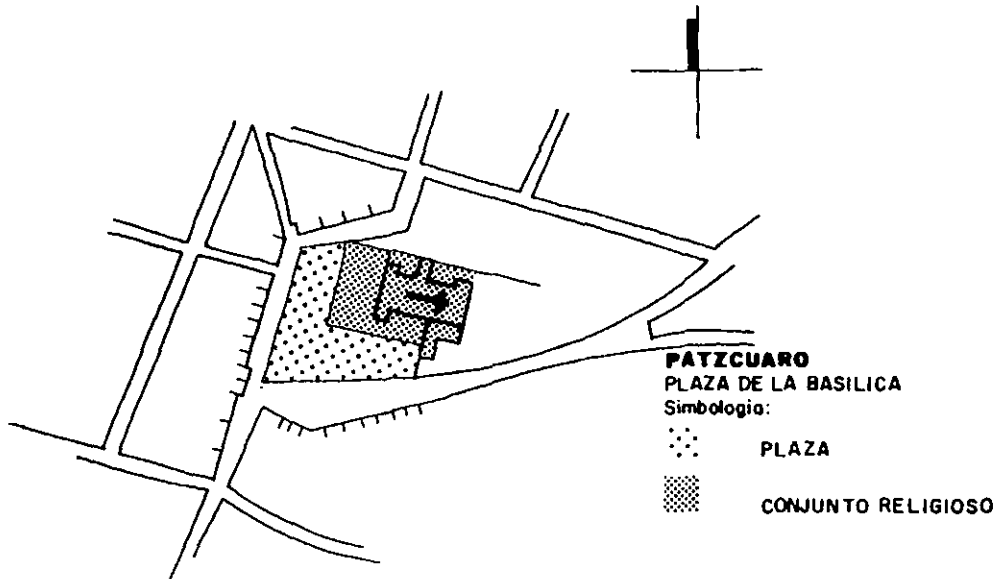 PATZCUARO
PLAZA DE LA BASILICA
Simbologia:
PLAZA
CONJUNTO RELIGIOSO